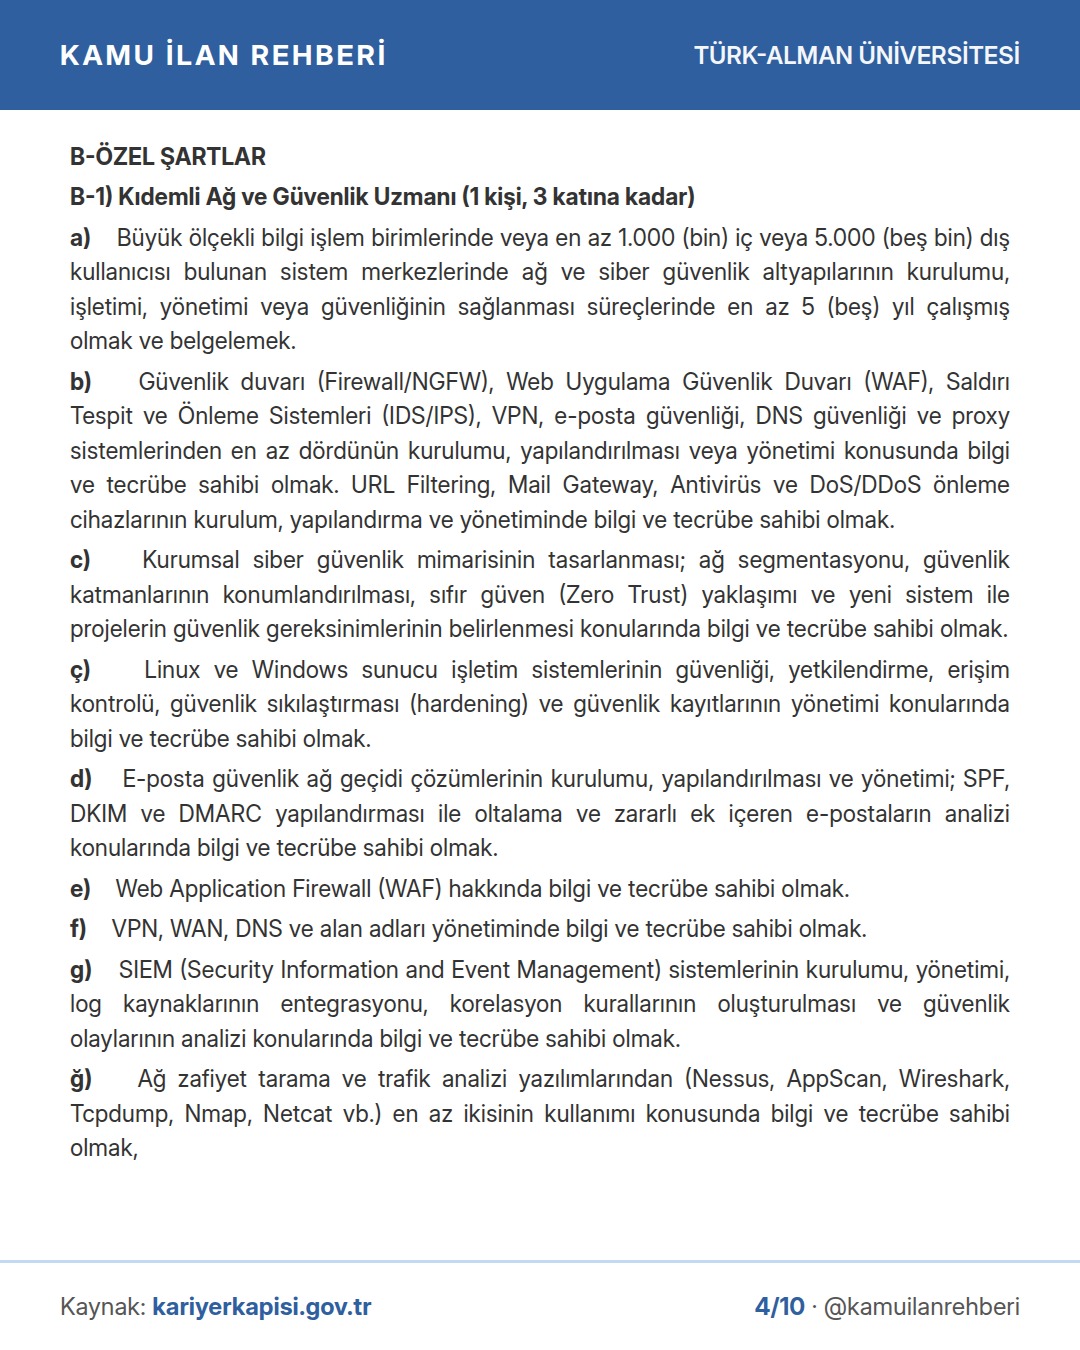 KAMU İLAN REHBERİ
TÜRK-ALMAN ÜNİVERSİTESİ
B-ÖZEL ŞARTLAR
B-1) Kıdemli Ağ ve Güvenlik Uzmanı (1 kişi, 3 katına kadar)
a) Büyük ölçekli bilgi işlem birimlerinde veya en az 1.000 (bin) iç veya 5.000 (beş bin) dış
kullanıcısı bulunan sistem merkezlerinde ağ ve siber güvenlik altyapılarının kurulumu,
işletimi, yönetimi veya güvenliğinin sağlanması süreçlerinde en az 5 (beş) yıl çalışmış
olmak ve belgelemek.
b) Güvenlik duvarı (Firewall/NGFW), Web Uygulama Güvenlik Duvarı (WAF), Saldırı
Tespit ve Önleme Sistemleri (IDS/IPS), VPN, e-posta güvenliği, DNS güvenliği ve proxy
sistemlerinden en az dördünün kurulumu, yapılandırılması veya yönetimi konusunda bilgi
ve tecrübe sahibi olmak. URL Filtering, Mail Gateway, Antivirüs ve DoS/DDoS önleme
cihazlarının kurulum, yapılandırma ve yönetiminde bilgi ve tecrübe sahibi olmak.
c) Kurumsal siber güvenlik mimarisinin tasarlanması; ağ segmentasyonu, güvenlik
katmanlarının konumlandırılması, sıfır güven (Zero Trust) yaklaşımı ve yeni sistem ile
projelerin güvenlik gereksinimlerinin belirlenmesi konularında bilgi ve tecrübe sahibi olmak.
ç) Linux ve Windows sunucu işletim sistemlerinin güvenliği, yetkilendirme, erişim
kontrolü, güvenlik sıkılaştırması (hardening) ve güvenlik kayıtlarının yönetimi konularında
bilgi ve tecrübe sahibi olmak.
d) E-posta güvenlik ağ geçidi çözümlerinin kurulumu, yapılandırılması ve yönetimi; SPF,
DKIM ve DMARC yapılandırması ile oltalama ve zararlı ek içeren e-postaların analizi
konularında bilgi ve tecrübe sahibi olmak.
e) Web Application Firewall (WAF) hakkında bilgi ve tecrübe sahibi olmak.
f) VPN, WAN, DNS ve alan adları yönetiminde bilgi ve tecrübe sahibi olmak.
g) SIEM (Security Information and Event Management) sistemlerinin kurulumu, yönetimi,
log kaynaklarının entegrasyonu, korelasyon kurallarının oluşturulması ve güvenlik
olaylarının analizi konularında bilgi ve tecrübe sahibi olmak.
ğ) Ağ zafiyet tarama ve trafik analizi yazılımlarından (Nessus, AppScan, Wireshark,
Tcpdump, Nmap, Netcat vb.) en az ikisinin kullanımı konusunda bilgi ve tecrübe sahibi
olmak,
Kaynak: kariyerkapisi.gov.tr
4/10 · @kamuilanrehberi